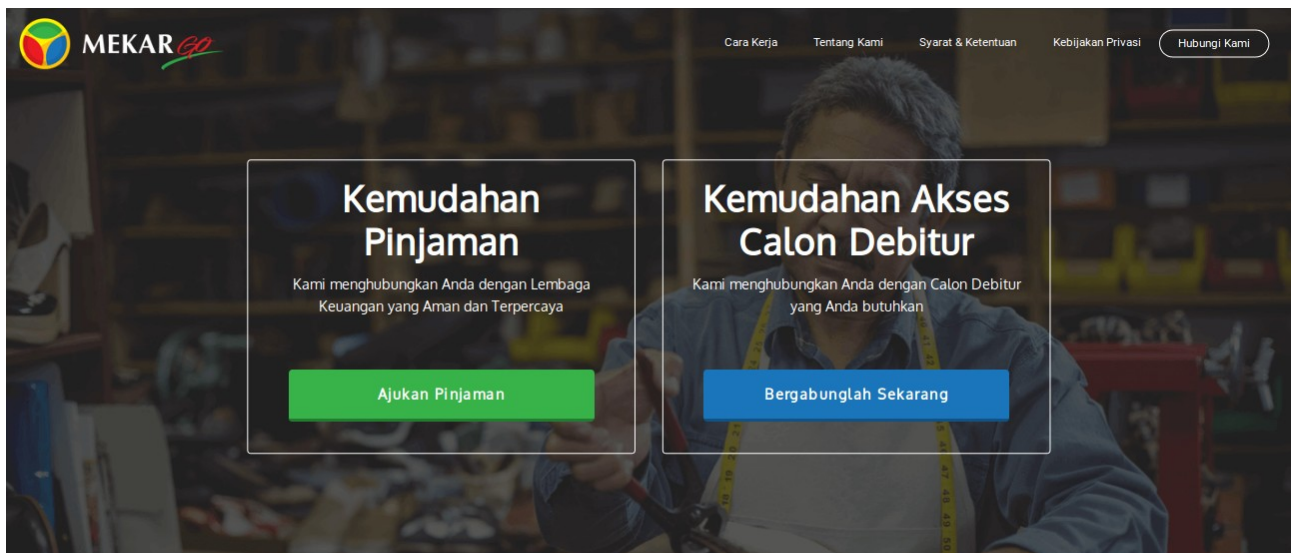 MEKAR GO
Cara Kerja
Tentang Kami
Syarat & Ketentuan
Kebijakan Privasi
Hubungi Kami
Kemudahan
Pinjaman
Kami menghubungkan Anda dengan Lembaga
Keuangan yang Aman dan Terpercaya
Ajukan Pinjaman
Kemudahan Akses
Calon Debitur
Kami menghubungkan Anda dengan Calon Debitur
yang Anda butuhkan
Bergabunglah Sekarang